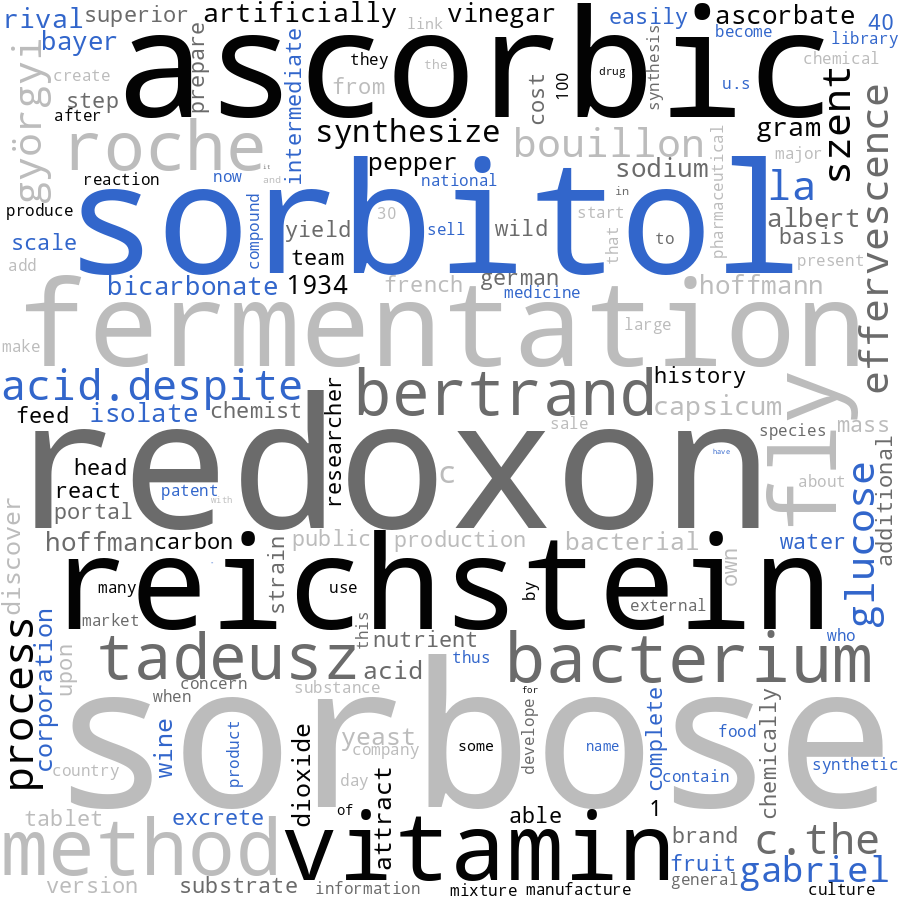 rival superior artificially vinegar easily ascorbate 40
link
bayer ascorbic become library
györgyi prepare intermediate they the synthesis chemical
create step from cost 100 drug u.s
after
roche synthesize bouillon gram szent
pepper sodium pharmaceutical major
reaction now it and national in la effervescence
produce sorbitol compound 30 sell wild start albert
scale yield that to basis
add team german present
bicarbonate 1934 french medicine hoffmann
fermentation large
make
acid.despite bertrand history
feed isolate chemist researcher sale capsicum fly mass
head redoxon c species additional
react patent with have about
portal
discover hoffman carbon public production bacterial water glucose
reichstein strain own
many use by external
market this
process corporation upon tadeusz nutrient bacterium who
acid thus
concern substance for
when sorbose
wine product dioxide yeast some develope name complete food chemically
country company contain synthetic
day
tablet excrete of attract able 1
method vitamin brand c.the
fruit gabriel
version substrate information mixture manufacture general culture